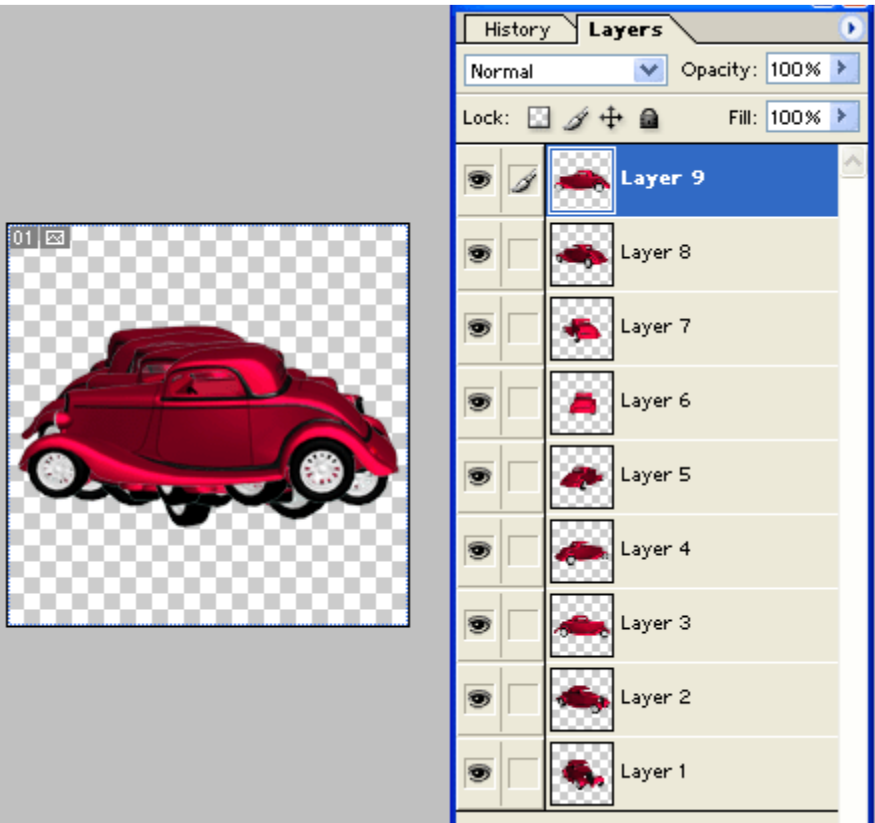 History Layers
Normal Opacity: 100%
Lock: Fill: 100%
Layer 9
01
Layer 8
Layer 7
Layer 6
Layer 5
Layer 4
Layer 3
Layer 2
Layer 1